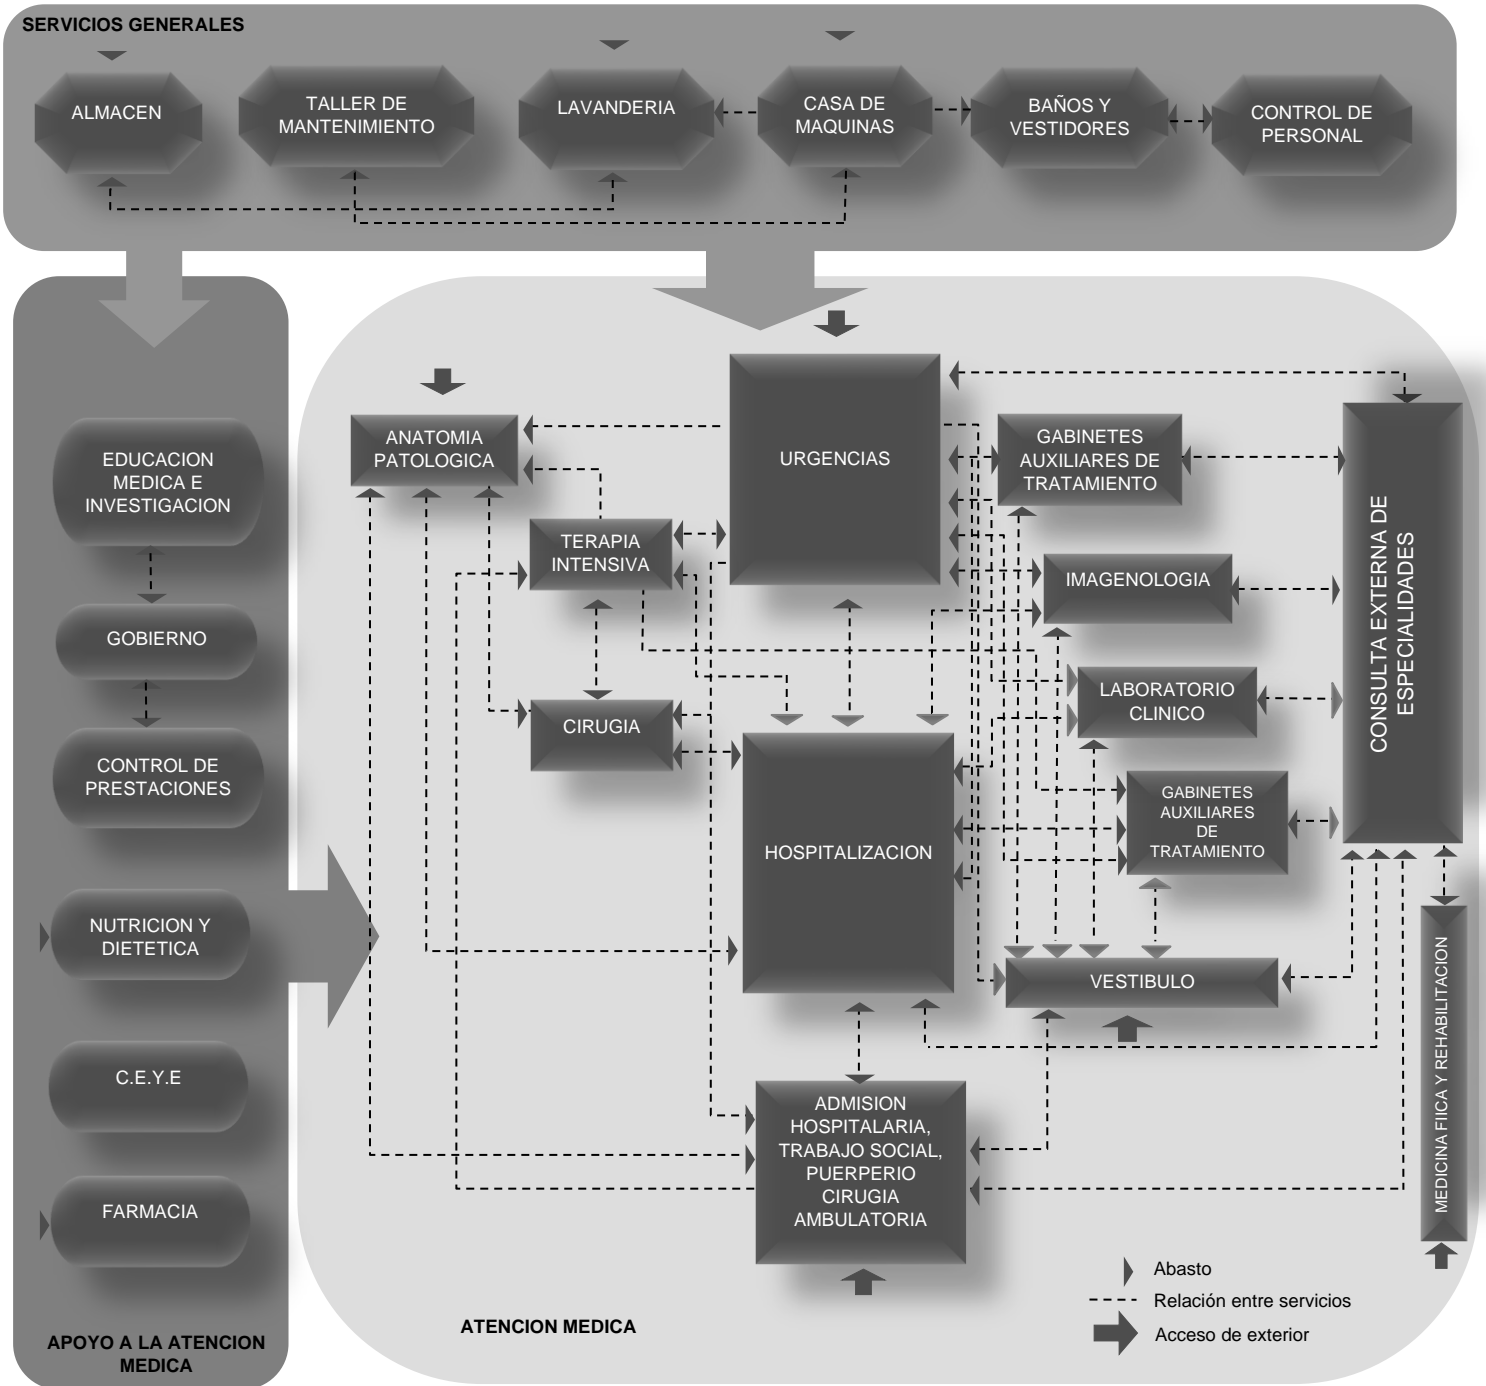 SERVICIOS GENERALES
ALMACEN
TALLER DE
MANTENIMIENTO
LAVANDERIA
CASA DE
MAQUINAS
BAÑOS Y
VESTIDORES
CONTROL DE
PERSONAL
EDUCACION
MEDICA E
INVESTIGACION
GOBIERNO
CONTROL DE
PRESTACIONES
NUTRICION Y
DIETETICA
C.E.Y.E
FARMACIA
APOYO A LA ATENCION
MEDICA
ANATOMIA
PATOLOGICA
URGENCIAS
GABINETES
AUXILIARES DE
TRATAMIENTO
TERAPIA
INTENSIVA
IMAGENOLOGIA
CONSULTA EXTERNA DE
ESPECIALIDADES
LABORATORIO
CLINICO
CIRUGIA
GABINETES
AUXILIARES
DE
TRATAMIENTO
HOSPITALIZACION
VESTIBULO
MEDICINA FIICA Y REHABILITACION
ADMISION
HOSPITALARIA,
TRABAJO SOCIAL,
PUERPERIO
CIRUGIA
AMBULATORIA
Abasto
Relación entre servicios
Acceso de exterior
ATENCION MEDICA